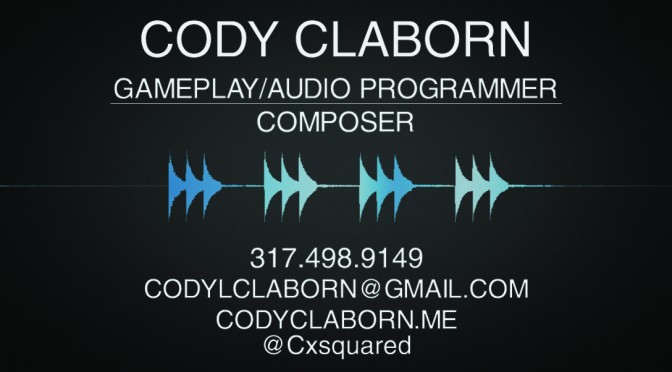 CODY CLABORN
GAMEPLAY/AUDIO PROGRAMMER
COMPOSER
317.498.9149
CODYLCLABORN@GMAIL.COM
CODYCLABORN.ME
@Cxsquared